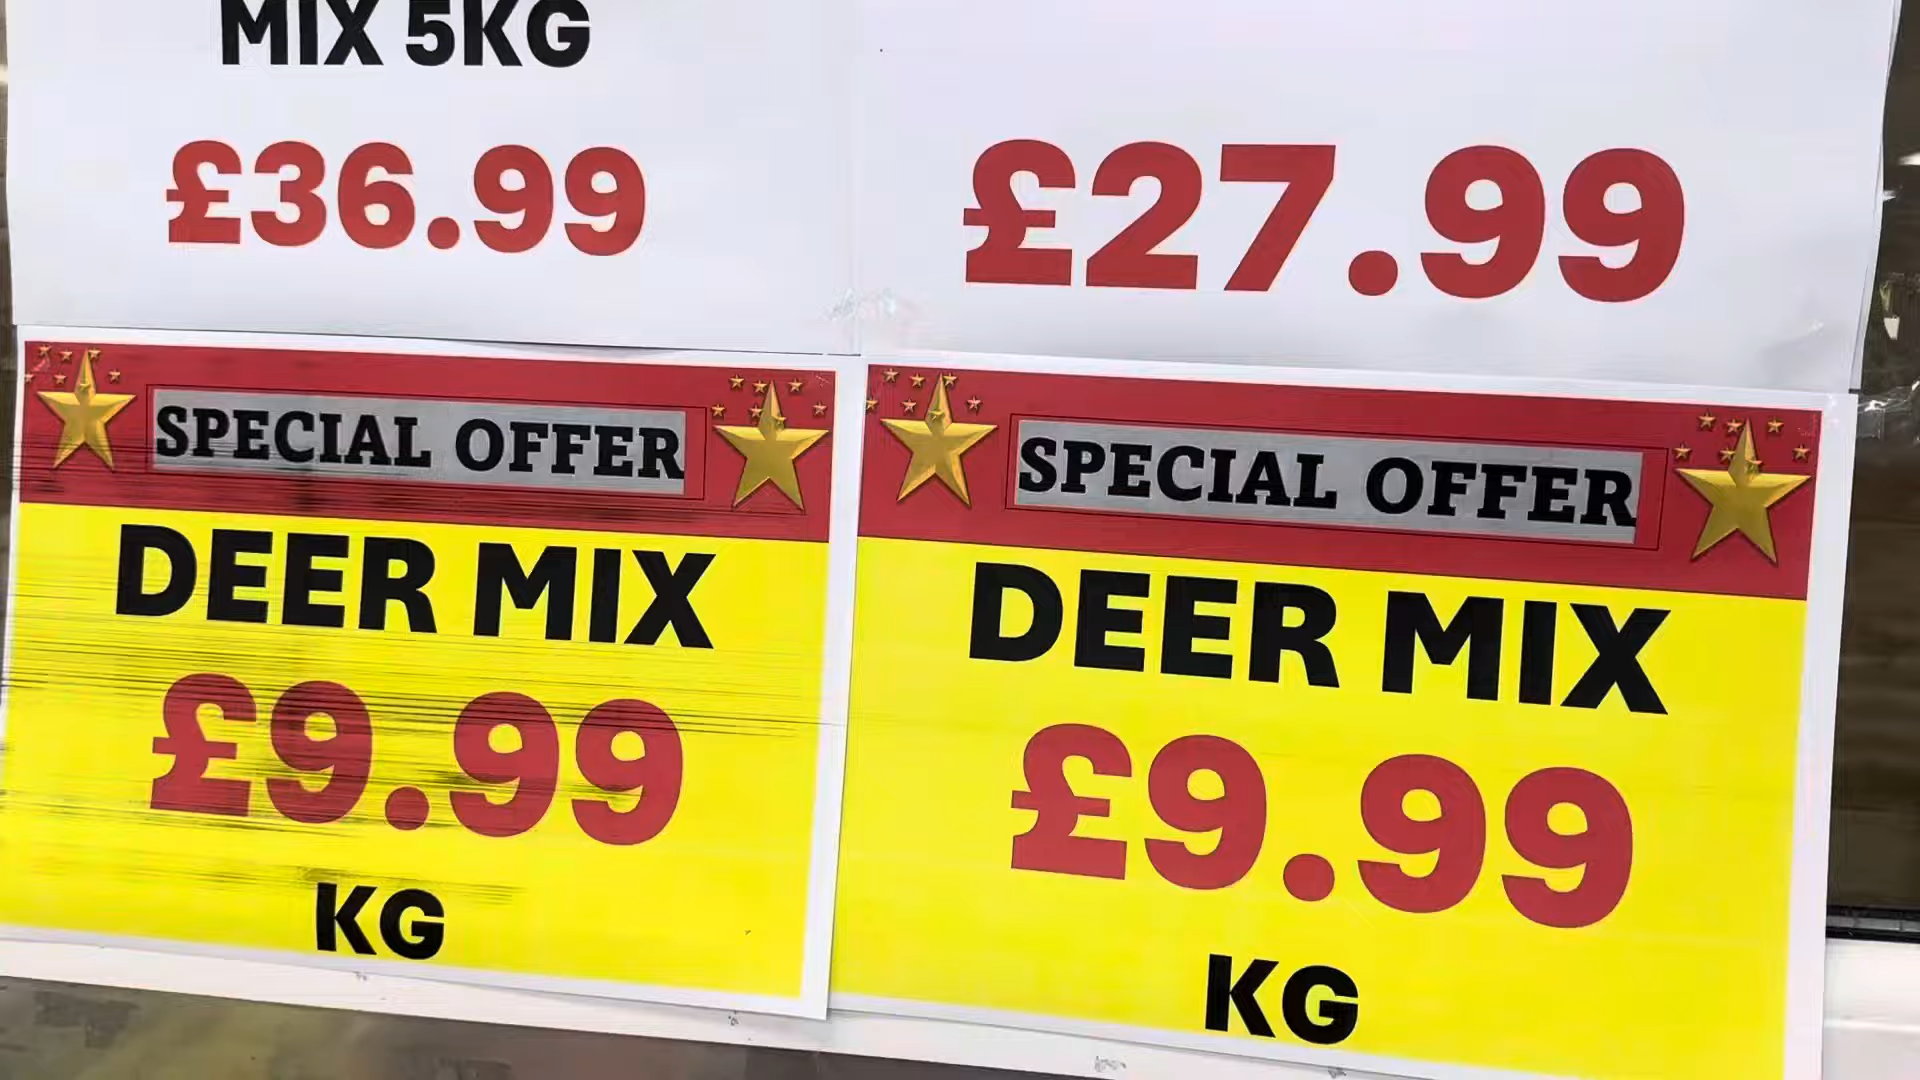 MIX 5KG
£36.99
£27.99
SPECIAL OFFER
DEER MIX
£9.99
KG
SPECIAL OFFER
DEER MIX
£9.99
KG